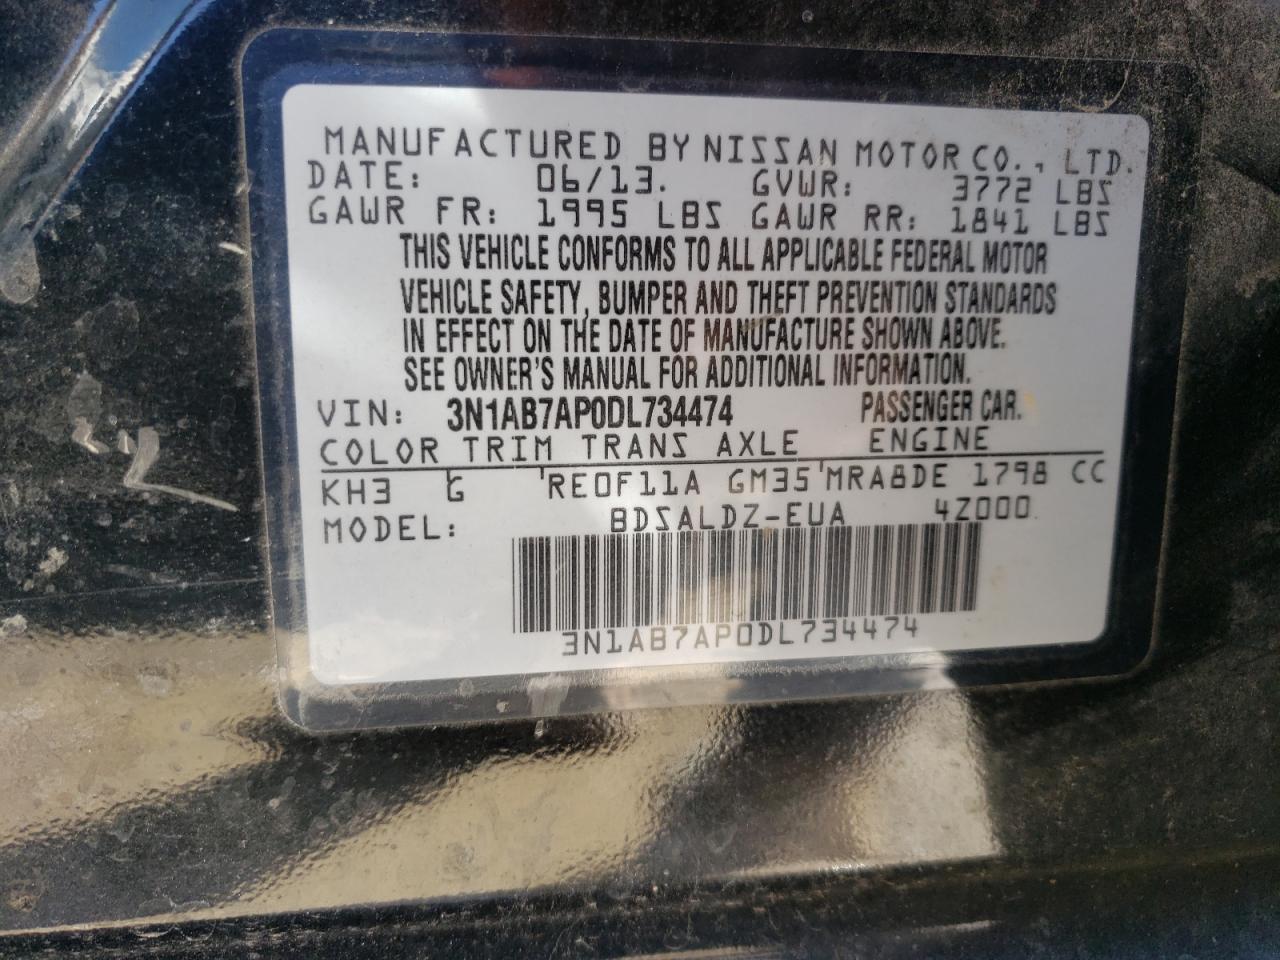 MANUFACTURED BY NISSAN MOTOR CO., LTD.
DATE: 06/13. GVWR: 3772 LBS
GAWR FR: 1995 LBS GAWR RR: 1841 LBS
THIS VEHICLE CONFORMS TO ALL APPLICABLE FEDERAL MOTOR
VEHICLE SAFETY, BUMPER AND THEFT PREVENTION STANDARDS
IN EFFECT ON THE DATE OF MANUFACTURE SHOWN ABOVE.
SEE OWNER'S MANUAL FOR ADDITIONAL INFORMATION.
VIN: 3N1AB7AP0DL734474 PASSENGER CAR.
COLOR TRIM TRANS AXLE ENGINE
KH3 G RE0F11A GM35 MRA8DE 1798 CC
MODEL: BDSALDZ-EUA 4Z000
3N1AB7AP0DL734474